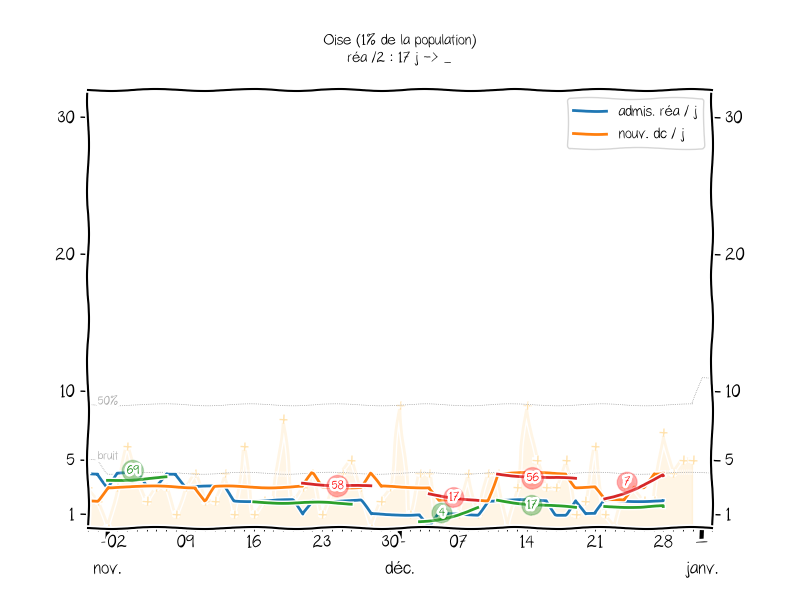 Oise (1% de la population)
réa /2 : 17 j -> _
admis. réa / j
nouv. dc / j
30 30
20 20
10 10
50%
bruit
5 5
69
58
7
56
17
17
4
1 1
02 09 16 23 30 07 14 21 28
nov. déc. janv.